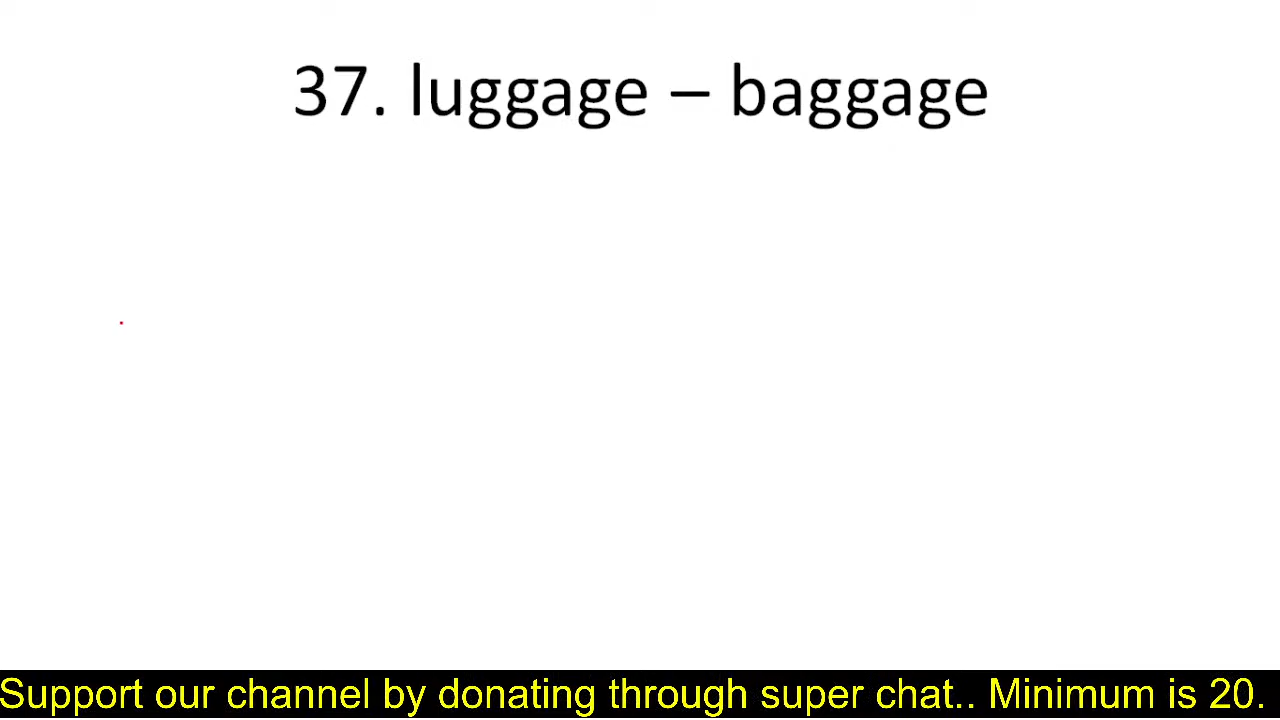 37. luggage – baggage
Support our channel by donating through super chat.. Minimum is 20.